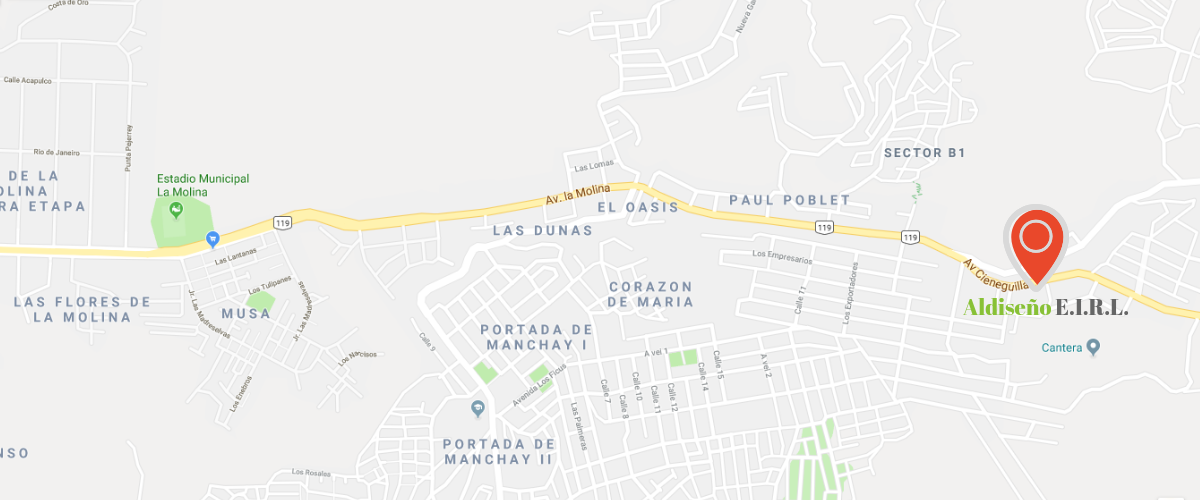 Costa de Oro
Nueva Ga
Calle Acapulco
Punta Pejerrey
Rio de Janeiro
SECTOR B1
Las Lomas
DE LA
OLINA
RA ETAPA
Estadio Municipal
La Molina
Av. la Molina
EL OASIS
PAUL POBLET
119
119
119
LAS DUNAS
Las Lantanas
Los Empresarios
Av Cieneguilla
Los Exportadores
Calle 11
Los Tulipanes
CORAZON
DE MARIA
LAS FLORES DE
LA MOLINA
Jr. Las Madreselvas
MUSA
Aldiseño E.I.R.L.
PORTADA DE
MANCHAY I
Calle 9
Cantera
Los Narcisos
A vel 1
Calle 15
Calle 14
A vel 2
Avenida Los Ficus
Los Enebros
Calle 7
Calle 8
Calle 10
Calle 11
Calle 12
Las Palmeras
PORTADA DE
MANCHAY II
NSO
Los Rosales